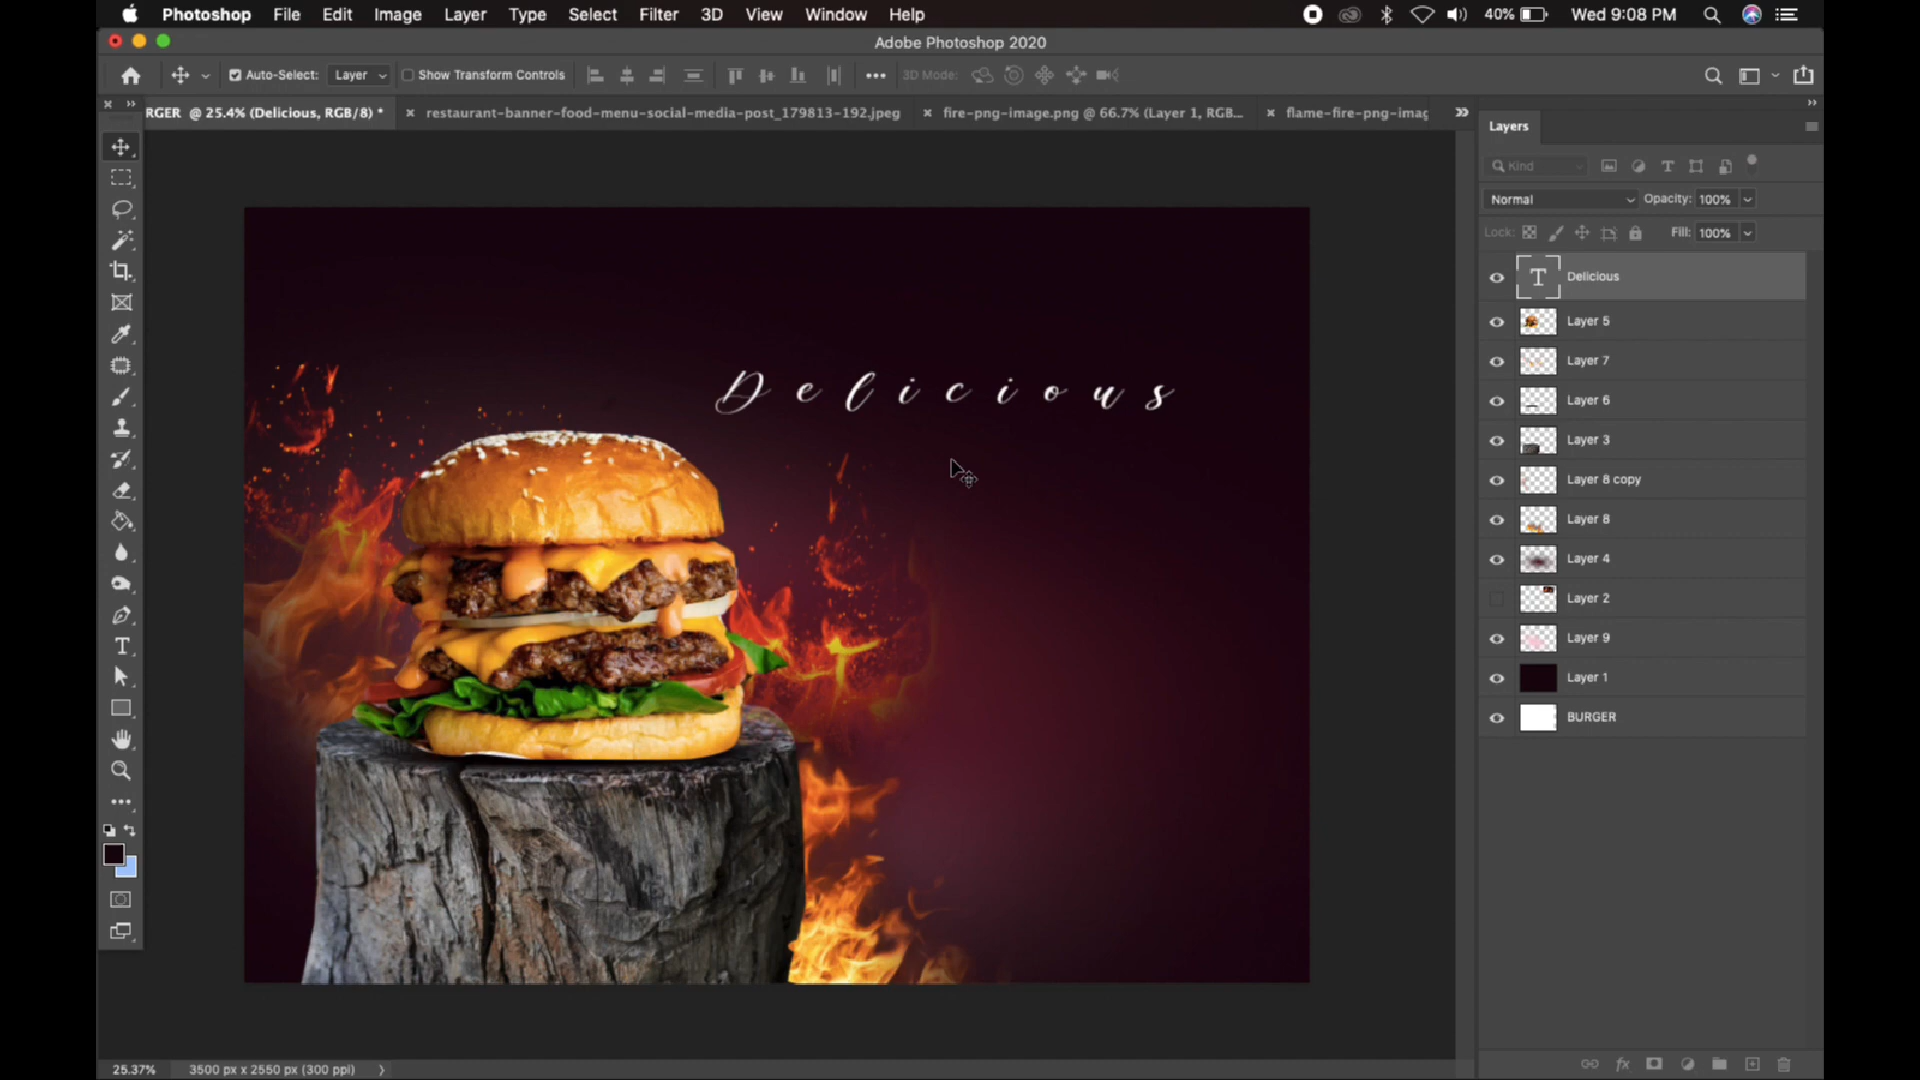 Photoshop File Edit Image Layer Type Select Filter 3D View Window Help 40% Wed 9:08 PM
Adobe Photoshop 2020
Auto-Select: Layer Show Transform Controls 3D Mode:
RGER @ 25.4% (Delicious, RGB/8) * restaurant-banner-food-menu-social-media-post_179813-192.jpeg fire-png-image.png @ 66.7% (Layer 1, RGB... flame-fire-png-imag
Layers
Kind
Normal Opacity: 100%
Lock: Fill: 100%
Delicious
Layer 5
Layer 7
Layer 6
Layer 3
Layer 8 copy
Layer 8
Layer 4
Layer 2
Layer 9
Layer 1
BURGER
Delicious
25.37% 3500 px x 2550 px (300 ppi)